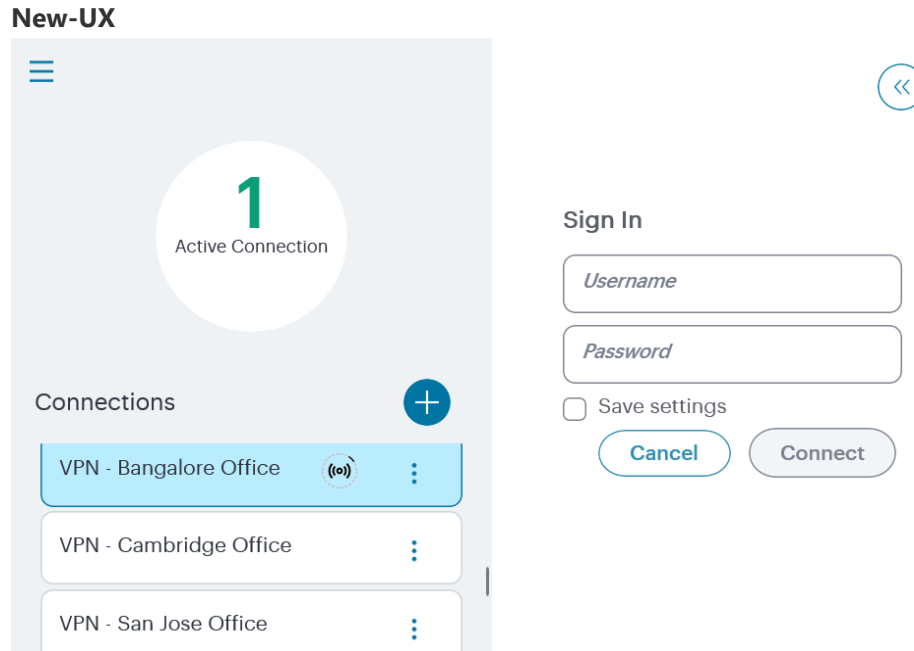 New-UX
1
Active Connection
Connections
VPN - Bangalore Office
VPN - Cambridge Office
VPN - San Jose Office
Sign In
Username
Password
Save settings
Cancel
Connect